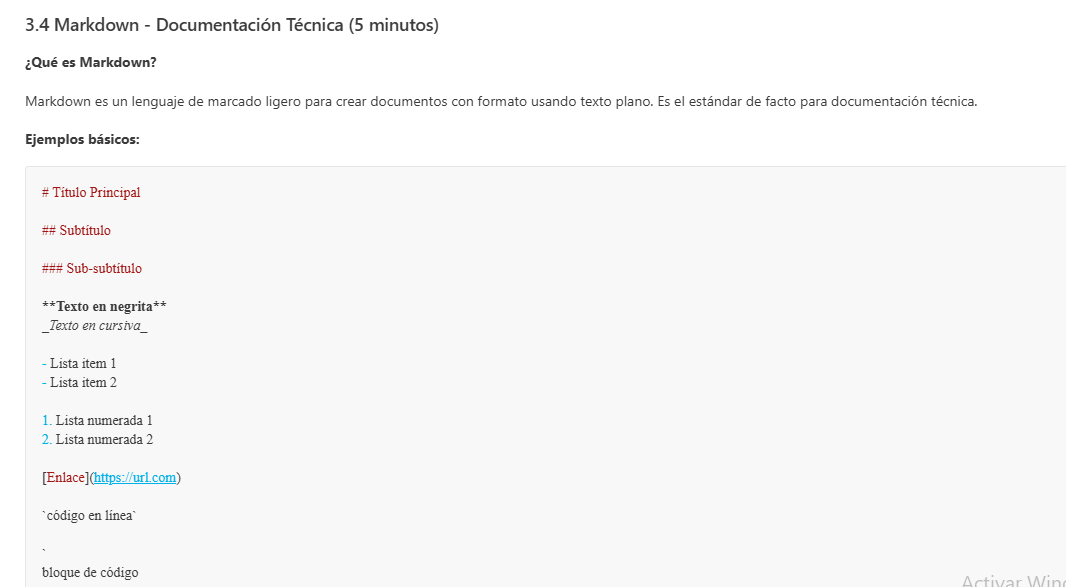 3.4 Markdown - Documentación Técnica (5 minutos)
¿Qué es Markdown?
Markdown es un lenguaje de marcado ligero para crear documentos con formato usando texto plano. Es el estándar de facto para documentación técnica.
Ejemplos básicos:
# Título Principal
## Subtítulo
### Sub-subtítulo
**Texto en negrita**
_Texto en cursiva_
- Lista item 1
- Lista item 2
1. Lista numerada 1
2. Lista numerada 2
[Enlace](https://url.com)
`código en línea`
`
bloque de código
Activar Wind